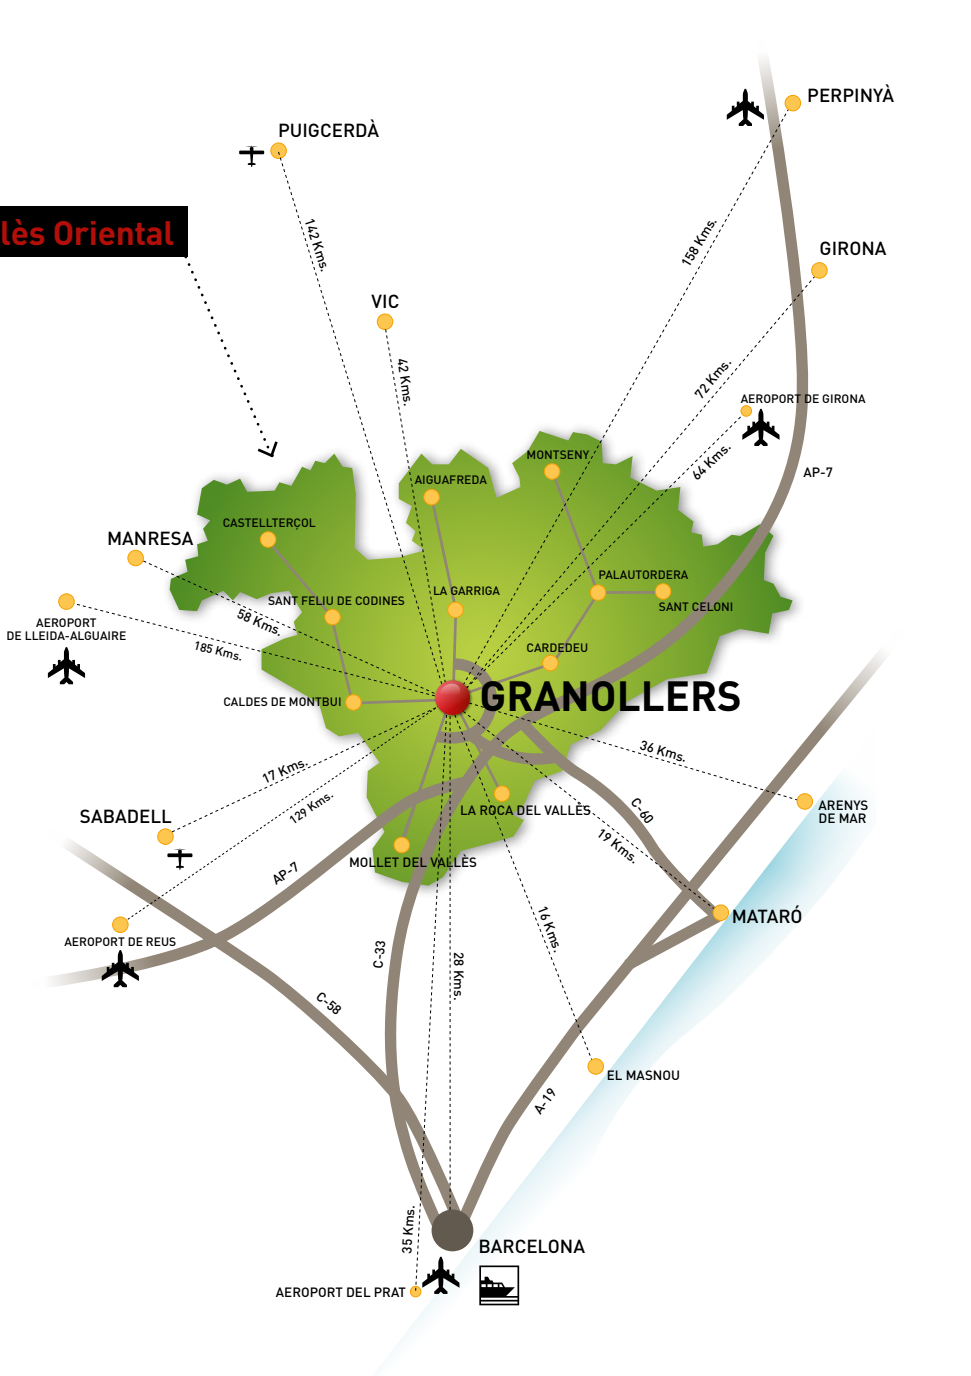 PERPINYÀ
PUIGCERDÀ
lès Oriental
142 Kms.
158 Kms.
GIRONA
VIC
42 Kms.
72 Kms.
AEROPORT DE GIRONA
64 Kms.
AP-7
MONTSENY
AIGUAFREDA
CASTELLTERÇOL
MANRESA
PALAUTORDERA
LA GARRIGA
SANT FELIU DE CODINES
SANT CELONI
58 Kms.
AEROPORT
DE LLEIDA-ALGUAIRE
185 Kms.
CARDEDEU
GRANOLLERS
CALDES DE MONTBUI
36 Kms.
17 Kms.
129 Kms.
SABADELL
LA ROCA DEL VALLÈS
C-60
ARENYS
DE MAR
19 Kms.
MOLLET DEL VALLÈS
AP-7
MATARÓ
16 Kms.
AEROPORT DE REUS
C-33
28 Kms.
C-58
EL MASNOU
A-19
35 Kms.
BARCELONA
AEROPORT DEL PRAT